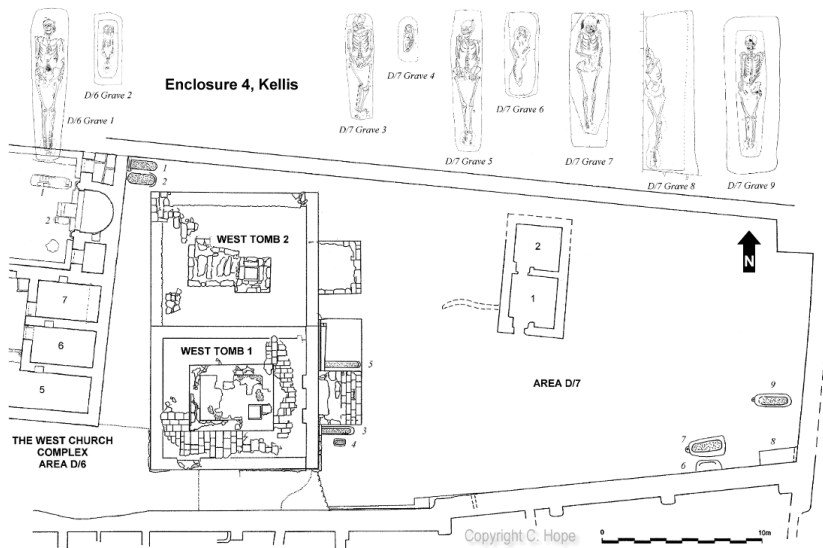 Enclosure 4, Kellis
D/6 Grave 1
D/6 Grave 2
D/7 Grave 3
D/7 Grave 4
D/7 Grave 5
D/7 Grave 6
D/7 Grave 7
D/7 Grave 8
D/7 Grave 9
1
2
1
2
WEST TOMB 2
2
1
N
7
6
5
WEST TOMB 1
5
AREA D/7
9
3
4
7
8
6
THE WEST CHURCH
COMPLEX
AREA D/6
Copyright C. Hope
0
10m